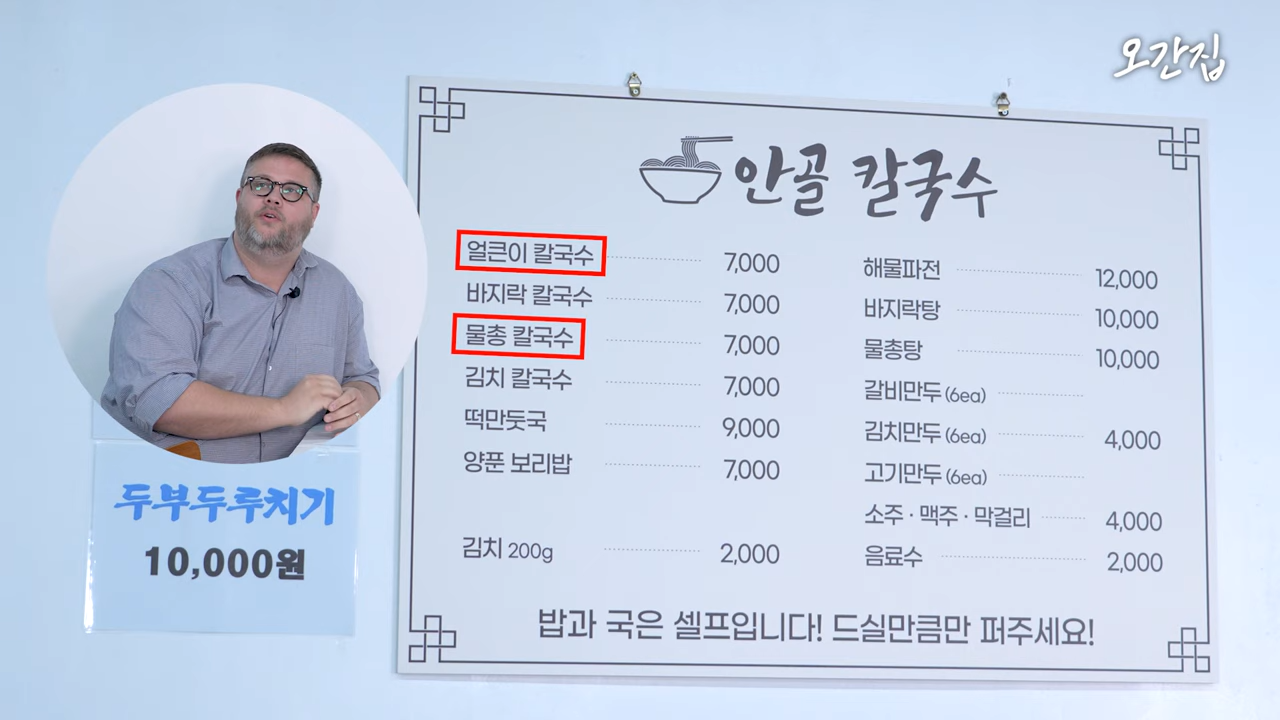 오간집
안골 칼국수
얼큰이 칼국수 7,000
바지락 칼국수 7,000
물총 칼국수 7,000
김치 칼국수 7,000
떡만둣국 9,000
양푼 보리밥 7,000
김치 200g 2,000
해물파전 12,000
바지락탕 10,000
물총탕 10,000
갈비만두 (6ea)
김치만두 (6ea) 4,000
고기만두 (6ea)
소주 · 맥주 · 막걸리 4,000
음료수 2,000
밥과 국은 셀프입니다! 드실만큼만 퍼주세요!
두부두루치기
10,000원